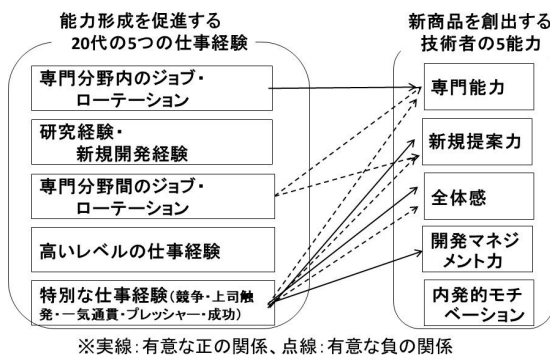 能力形成を促進する
20代の5つの仕事経験
専門分野内のジョブ・
ローテーション
研究経験・
新規開発経験
専門分野間のジョブ・
ローテーション
高いレベルの仕事経験
特別な仕事経験(競争・上司触
発・一気通貫・プレッシャー・成功)
新商品を創出する
技術者の5能力
専門能力
新規提案力
全体感
開発マネジ
メント力
内発的モチ
ベーション
※実線:有意な正の関係、点線:有意な負の関係